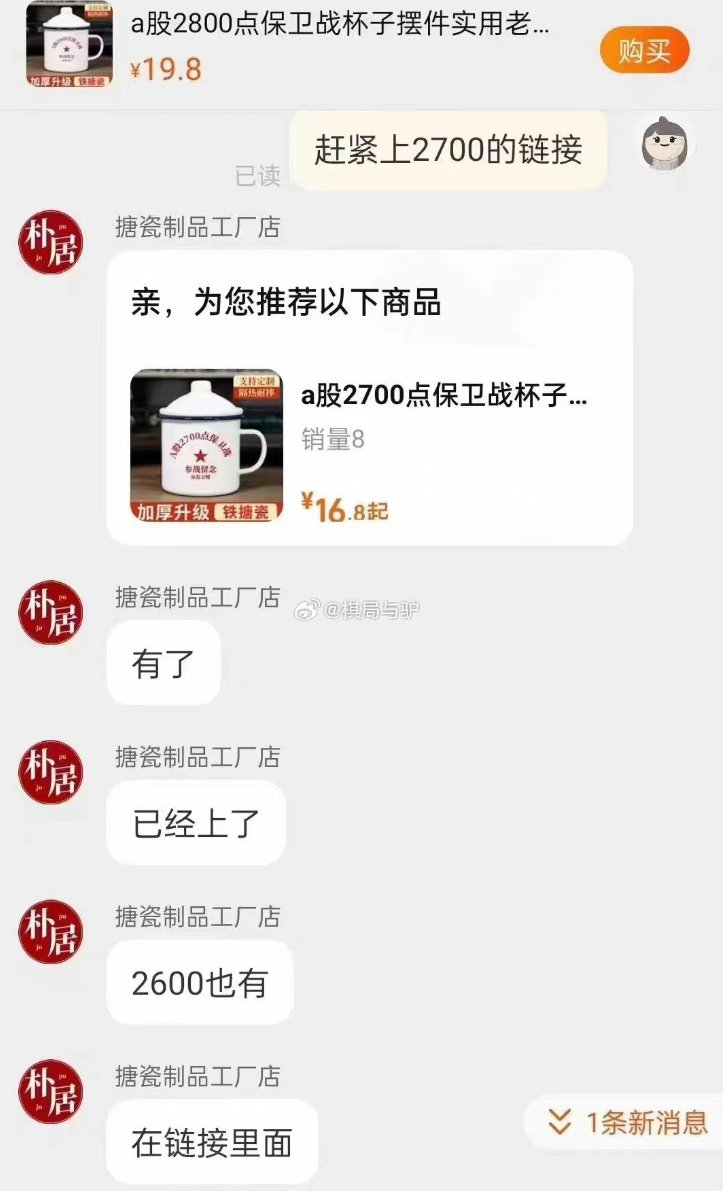 a股2800点保卫战杯子摆件实用老...
¥19.8
购买
加厚升级 铁搪瓷
赶紧上2700的链接
已读
朴居
搪瓷制品工厂店
亲，为您推荐以下商品
支持定制
隔热耐摔
a股2700点保卫战杯子...
A股2700点保卫战
参战留念
销量8
¥16.8起
加厚升级 铁搪瓷
朴居
搪瓷制品工厂店
@棋局与驴
有了
朴居
搪瓷制品工厂店
已经上了
朴居
搪瓷制品工厂店
2600也有
朴居
搪瓷制品工厂店
在链接里面
1条新消息